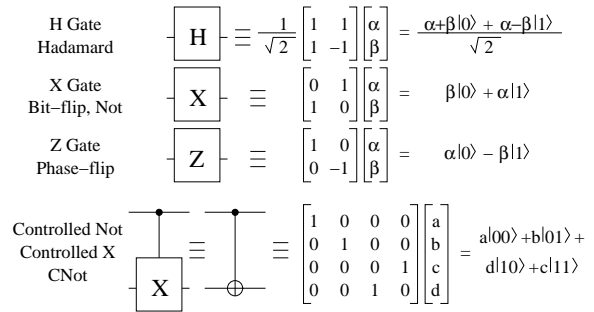 H Gate
Hadamard
H ≡ 1/√2 [1 1; 1 −1] [α; β] = α+β|0⟩ + α−β|1⟩ / √2
X Gate
Bit−flip, Not
X ≡ [0 1; 1 0] [α; β] = β|0⟩ + α|1⟩
Z Gate
Phase−flip
Z ≡ [1 0; 0 −1] [α; β] = α|0⟩ − β|1⟩
Controlled Not
Controlled X
CNot
X ≡ ≡ [1 0 0 0; 0 1 0 0; 0 0 0 1; 0 0 1 0] [a; b; c; d] = a|00⟩ +b|01⟩ +
d|10⟩ +c|11⟩